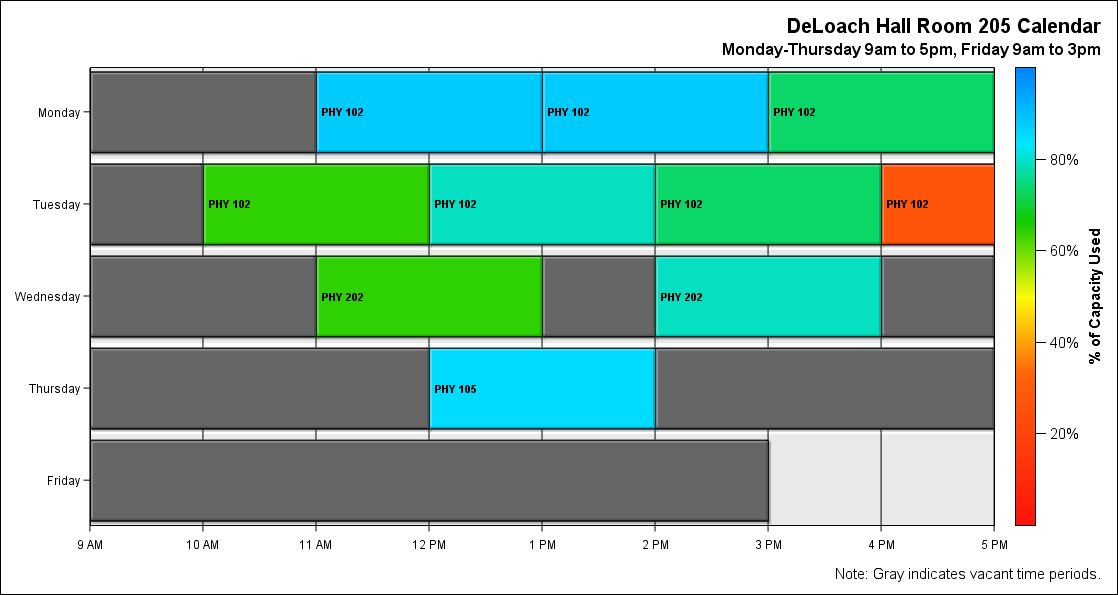 DeLoach Hall Room 205 Calendar
Monday-Thursday 9am to 5pm, Friday 9am to 3pm
Monday
PHY 102
PHY 102
PHY 102
Tuesday
PHY 102
PHY 102
PHY 102
PHY 102
Wednesday
PHY 202
PHY 202
Thursday
PHY 105
Friday
9 AM
10 AM
11 AM
12 PM
1 PM
2 PM
3 PM
4 PM
5 PM
80%
60%
40%
20%
% of Capacity Used
Note: Gray indicates vacant time periods.